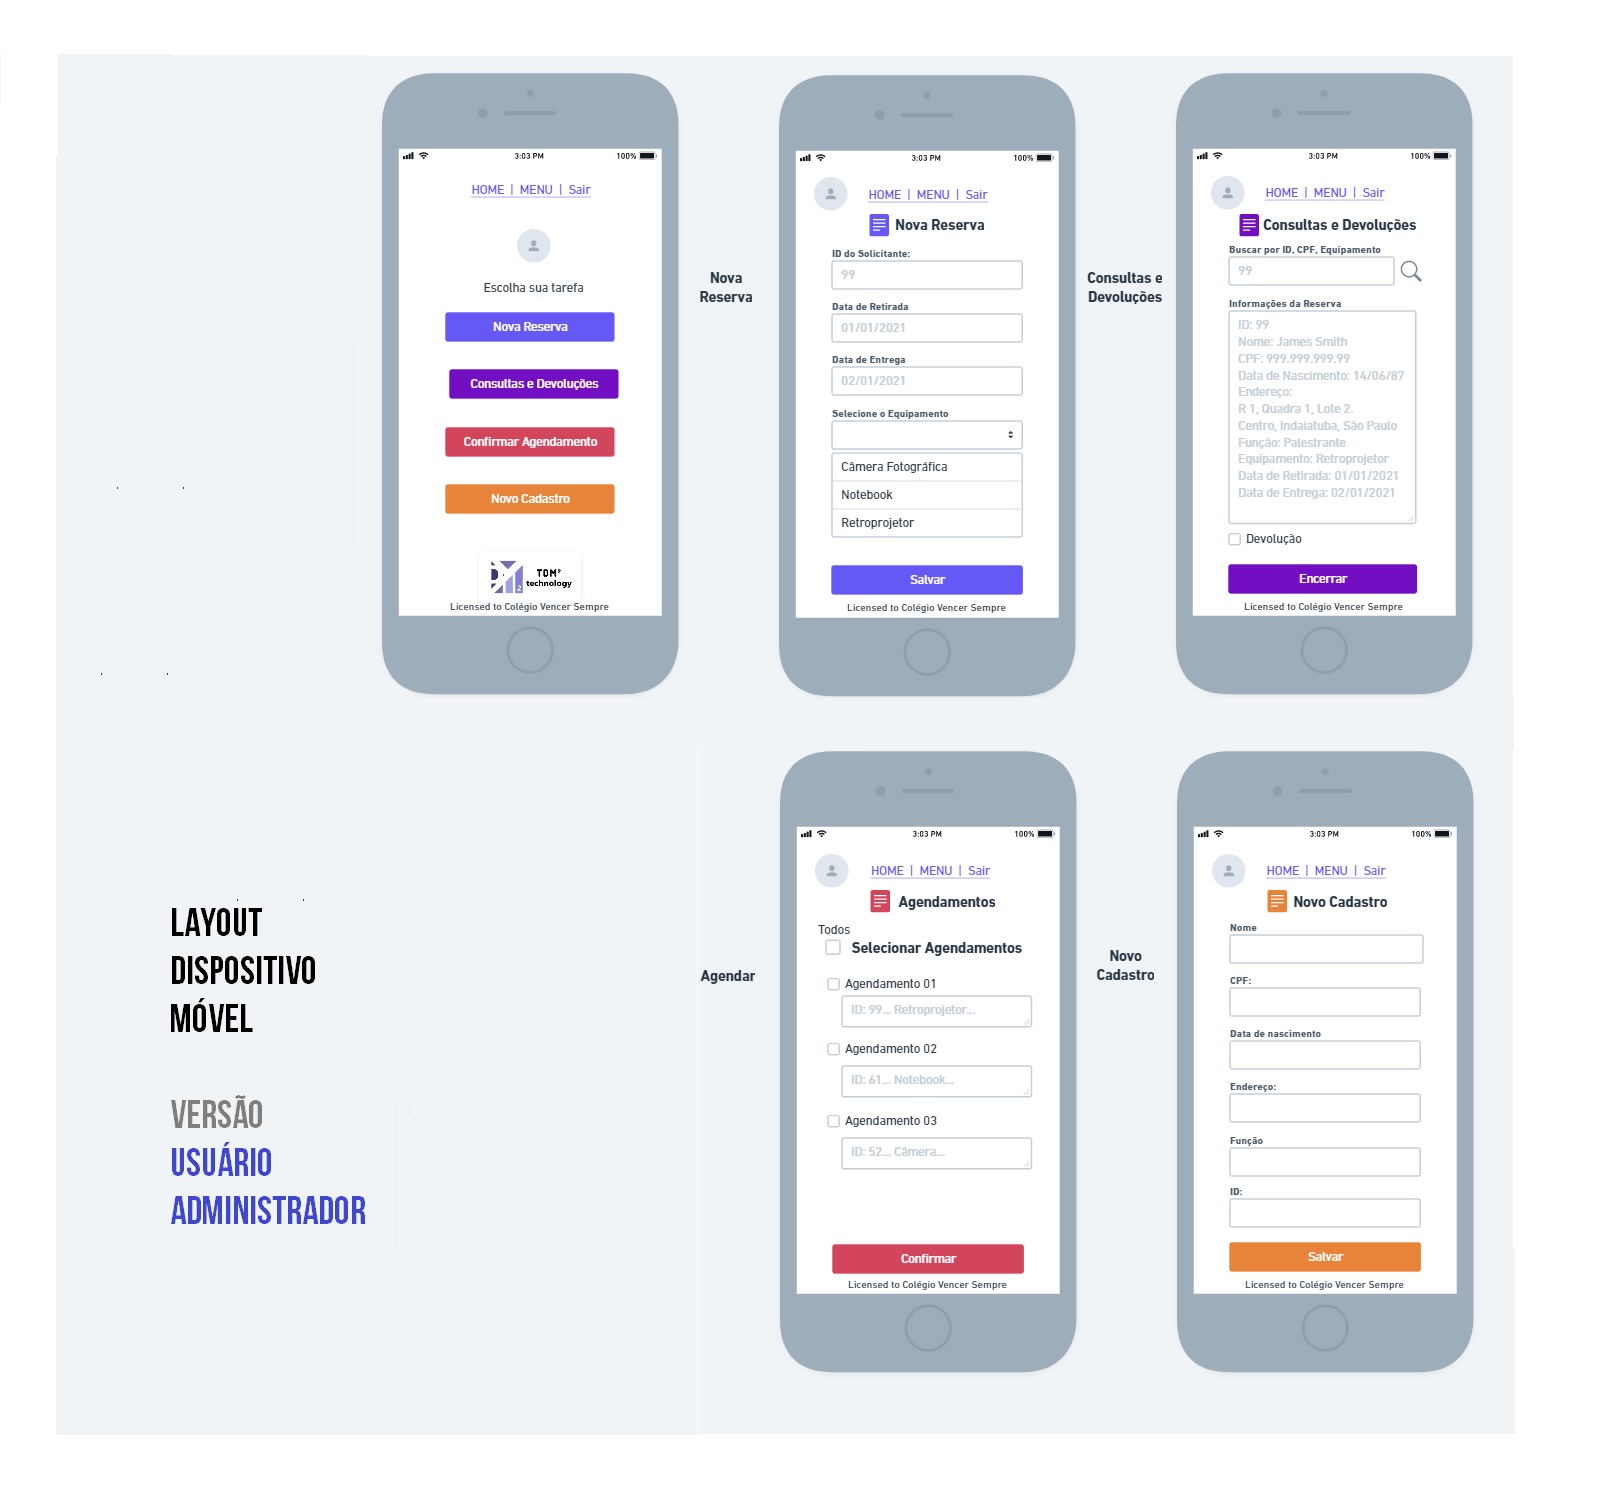 3:03 PM
100%
HOME | MENU | Sair
Escolha sua tarefa
Nova Reserva
Consultas e Devoluções
Confirmar Agendamento
Novo Cadastro
TDM²
technology
Licensed to Colégio Vencer Sempre
Nova
Reserva
3:03 PM
100%
HOME | MENU | Sair
Nova Reserva
ID do Solicitante:
99
Data de Retirada
01/01/2021
Data de Entrega
02/01/2021
Selecione o Equipamento
Câmera Fotográfica
Notebook
Retroprojetor
Salvar
Licensed to Colégio Vencer Sempre
Consultas e
Devoluções
3:03 PM
100%
HOME | MENU | Sair
Consultas e Devoluções
Buscar por ID, CPF, Equipamento
99
Informações da Reserva
ID: 99
Nome: James Smith
CPF: 999.999.999.99
Data de Nascimento: 14/06/87
Endereço:
R 1, Quadra 1, Lote 2.
Centro, Indaiatuba, São Paulo
Função: Palestrante
Equipamento: Retroprojetor
Data de Retirada: 01/01/2021
Data de Entrega: 02/01/2021
Devolução
Encerrar
Licensed to Colégio Vencer Sempre
LAYOUT
DISPOSITIVO
MÓVEL
VERSÃO
USUÁRIO
ADMINISTRADOR
Agendar
3:03 PM
100%
HOME | MENU | Sair
Agendamentos
Todos
Selecionar Agendamentos
Agendamento 01
ID: 99... Retroprojetor...
Agendamento 02
ID: 61... Notebook...
Agendamento 03
ID: 52... Câmera...
Confirmar
Licensed to Colégio Vencer Sempre
Novo
Cadastro
3:03 PM
100%
HOME | MENU | Sair
Novo Cadastro
Nome
CPF:
Data de nascimento
Endereço:
Função
ID:
Salvar
Licensed to Colégio Vencer Sempre